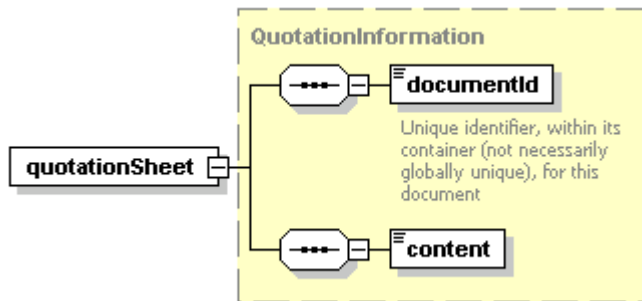 QuotationInformation
documentId
Unique identifier, within its
container (not necessarily
globally unique), for this
document
quotationSheet
content